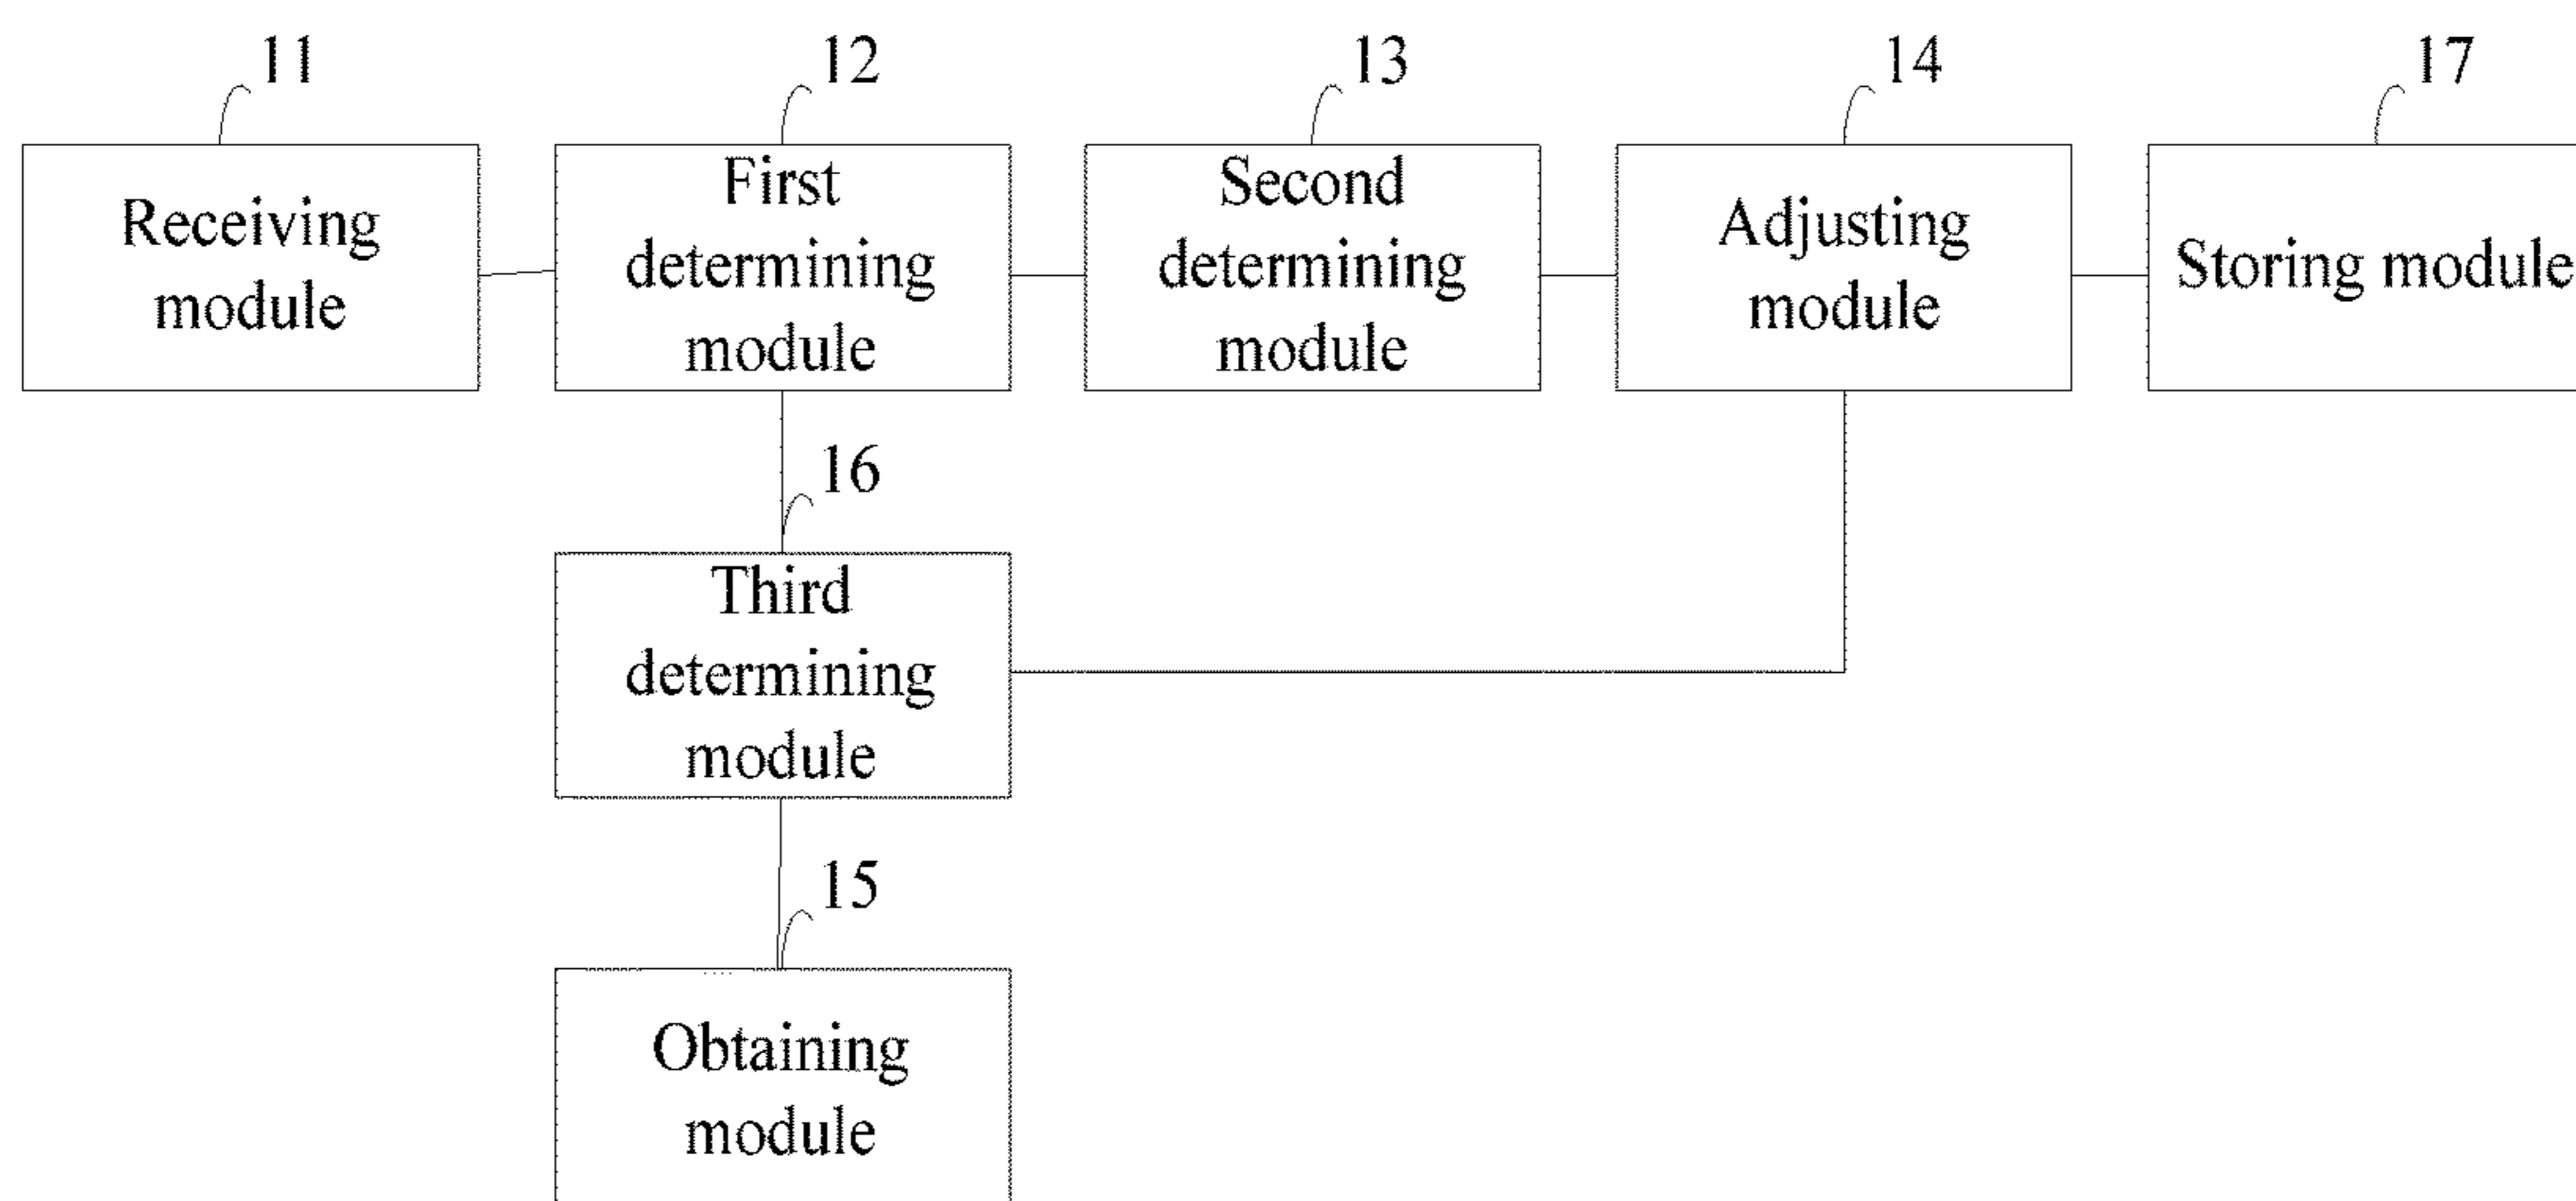 11
12
13
14
17
Receiving
module
First
determining
module
Second
determining
module
Adjusting
module
Storing module
16
Third
determining
module
15
Obtaining
module